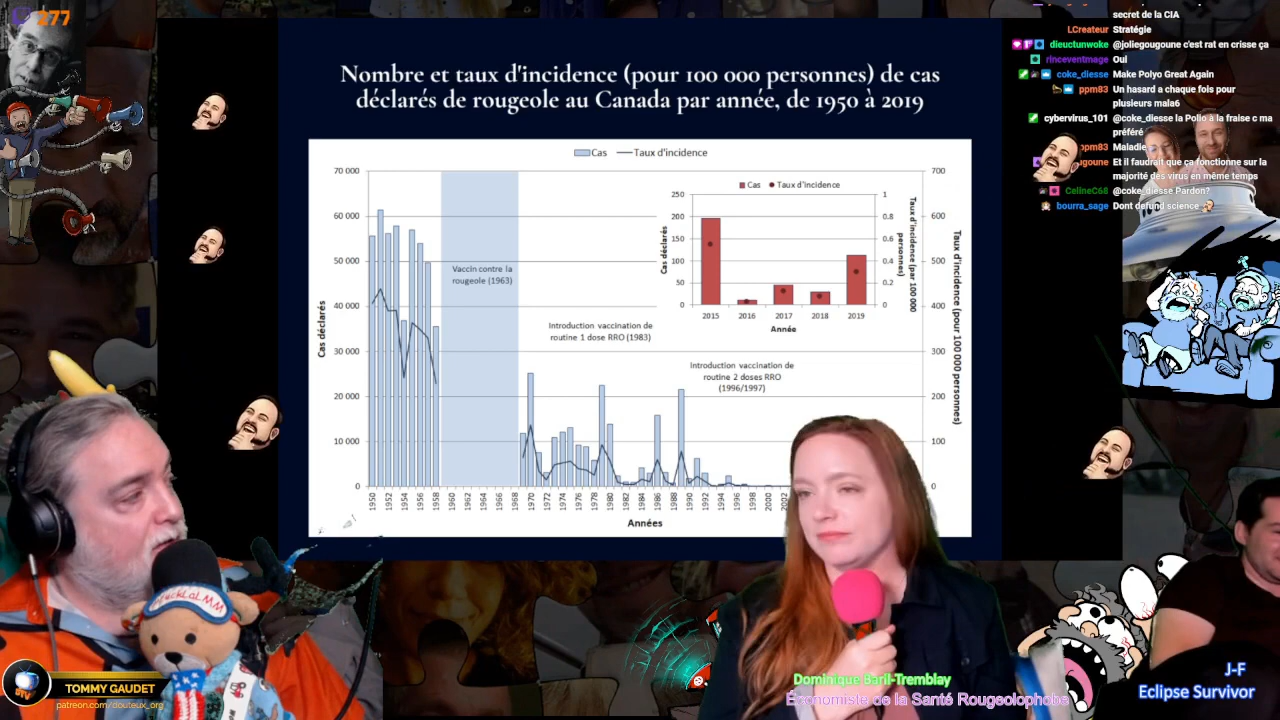 277
Nombre et taux d'incidence (pour 100 000 personnes) de cas
déclarés de rougeole au Canada par année, de 1950 à 2019
Cas Taux d'incidence
Cas déclarés
70 000
60 000
50 000
40 000
30 000
20 000
10 000
0
700
600
500
400
300
200
100
0
Taux d'incidence (pour 100 000 personnes)
Vaccin contre la
rougeole (1963)
Introduction vaccination de
routine 1 dose RRO (1983)
Introduction vaccination de
routine 2 doses RRO
(1996/1997)
Cas Taux d'incidence
Cas déclarés
250
200
150
100
50
0
1
0.8
0.6
0.4
0.2
0
Taux d'incidence (par 100 000
personnes)
2015 2016 2017 2018 2019
Année
1950 1952 1954 1956 1958 1960 1962 1964 1966 1968 1970 1972 1974 1976 1978 1980 1982 1984 1986 1988 1990 1992 1994 1996 1998 2000 2002
Années
secret de la CIA
LCreateur Stratégie
dieuctunwoke @joliegougoune c'est rat en crisse ça
rinceventmage Oui
coke_diesse Make Polyo Great Again
ppm83 Un hasard a chaque fois pour
plusieurs mala6
cybervirus_101 @coke_diesse la Polio à la fraise c ma
préféré
ppm83 Maladie
goune Et il faudrait que ça fonctionne sur la
majorité des virus en même temps
CelineC68 @coke_diesse Pardon?
bourra_sage Dont defund science
DTV
TOMMY GAUDET
patreon.com/douteux_org
Dominique Baril-Tremblay
Économiste de la Santé Rougeolophobe
J-F
Eclipse Survivor